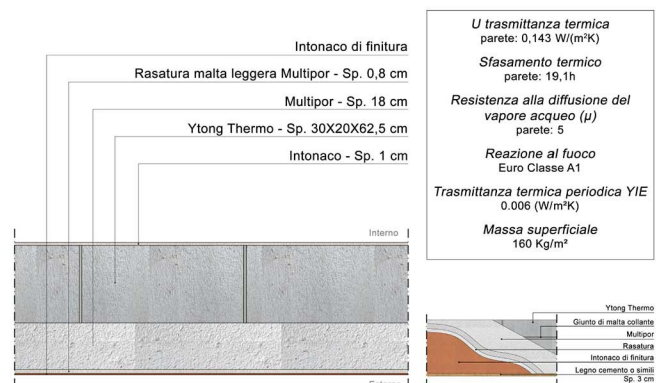 Intonaco di finitura
Rasatura malta leggera Multipor - Sp. 0,8 cm
Multipor - Sp. 18 cm
Ytong Thermo - Sp. 30X20X62,5 cm
Intonaco - Sp. 1 cm
Interno
U trasmittanza termica
parete: 0,143 W/(m²K)
Sfasamento termico
parete: 19,1h
Resistenza alla diffusione del
vapore acqueo (µ)
parete: 5
Reazione al fuoco
Euro Classe A1
Trasmittanza termica periodica YIE
0.006 (W/m²K)
Massa superficiale
160 Kg/m²
Ytong Thermo
Giunto di malta collante
Multipor
Rasatura
Intonaco di finitura
Legno cemento o simili
Sp. 3 cm